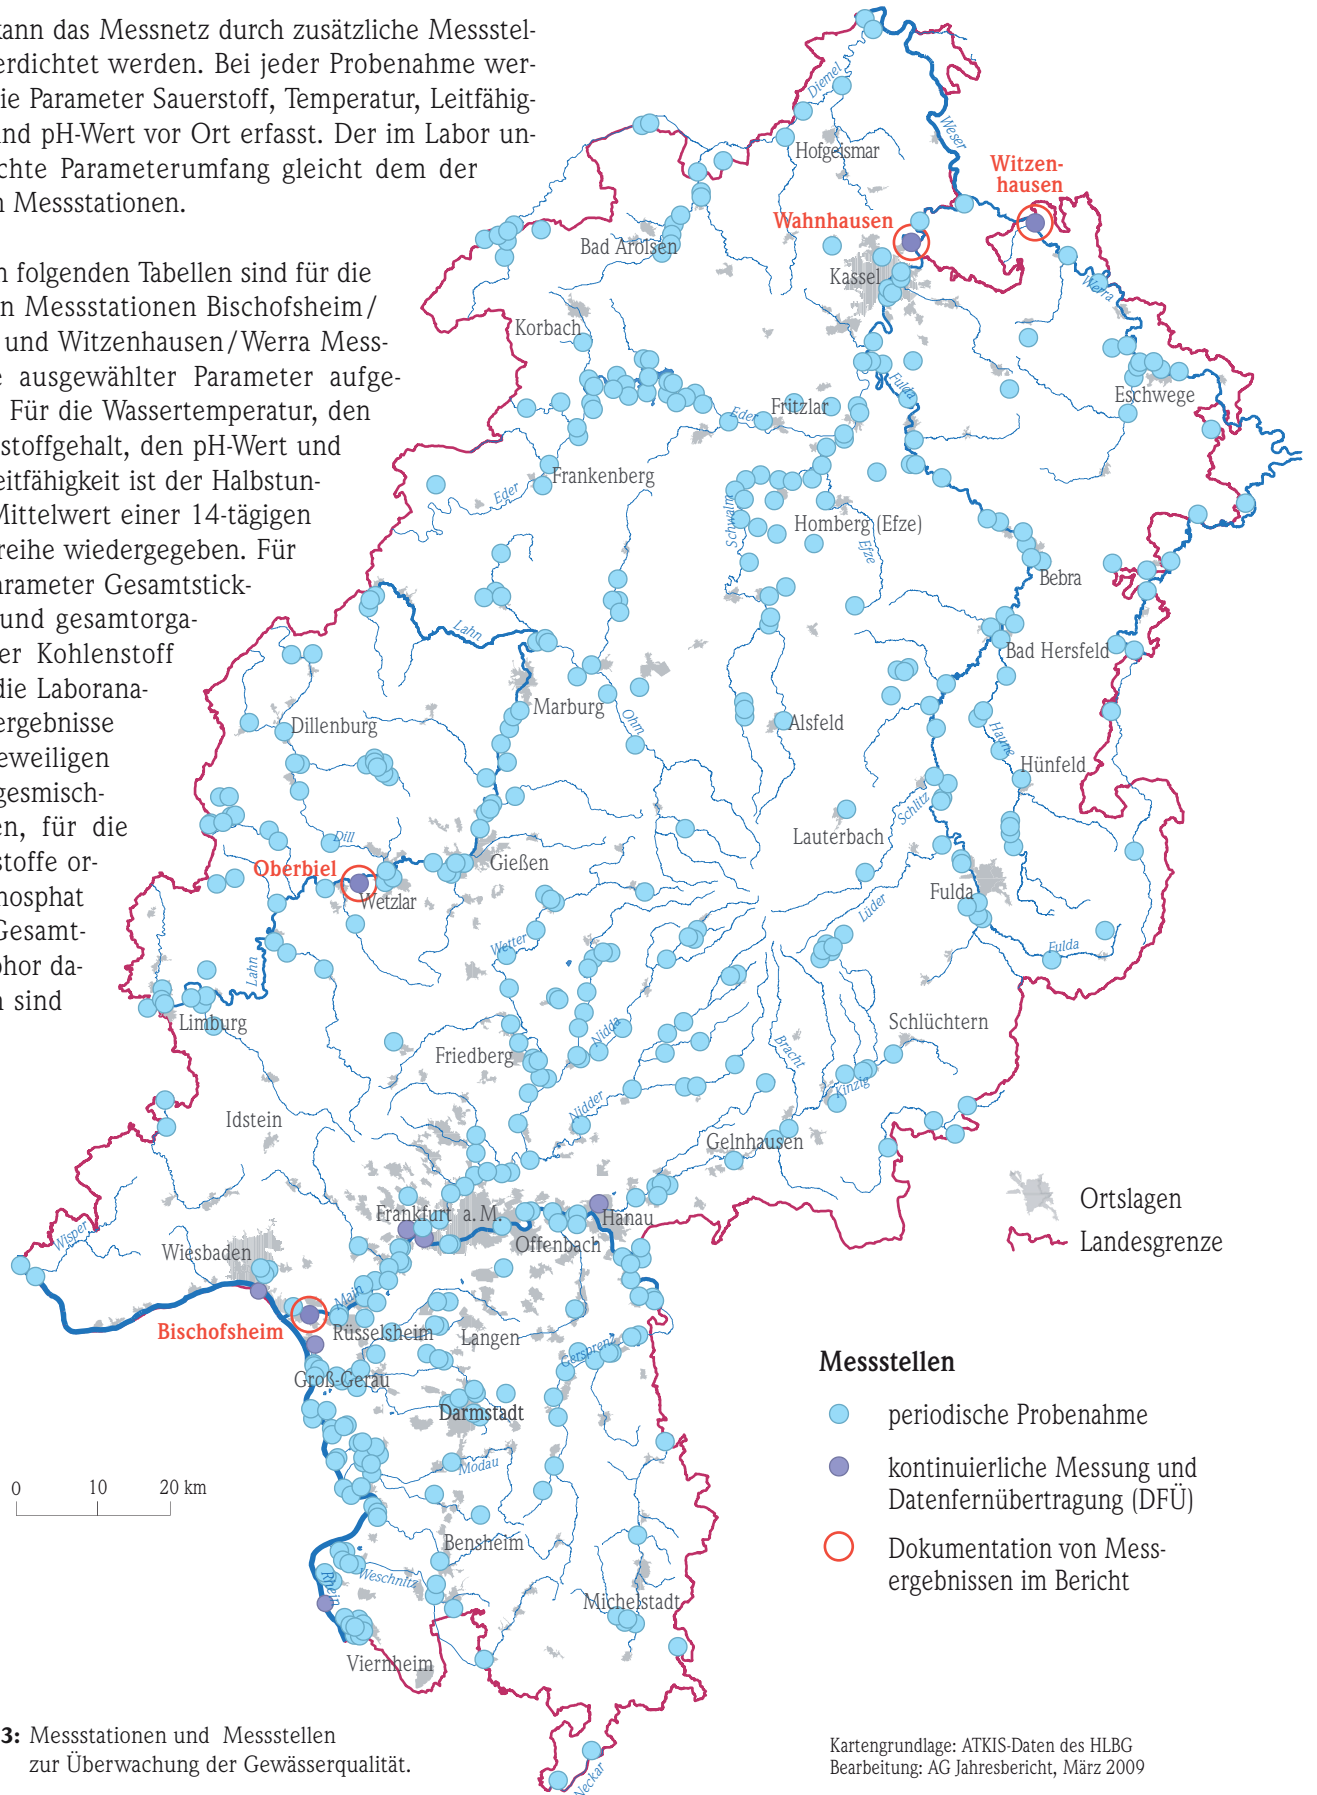 kann das Messnetz durch zusätzliche Messstel-
erdichtet werden. Bei jeder Probenahme wer-
ie Parameter Sauerstoff, Temperatur, Leitfähig-
nd pH-Wert vor Ort erfasst. Der im Labor un-
chte Parameterumfang gleicht dem der
n Messstationen.
n folgenden Tabellen sind für die
en Messstationen Bischofsheim/
und Witzenhausen/Werra Mess-
e ausgewählter Parameter aufge-
Für die Wassertemperatur, den
stoffgehalt, den pH-Wert und
eitfähigkeit ist der Halbstun-
Mittelwert einer 14-tägigen
reihe wiedergegeben. Für
arameter Gesamtstick-
und gesamtorga-
er Kohlenstoff
die Laborana-
ergebnisse
eweiligen
gesmisch-
en, für die
stoffe or-
hosphat
Gesamt-
phor da-
n sind
Diemel
Hofgeismar
Weser
Witzen-
hausen
Wahnhausen
Bad Arolsen
Kassel
Werra
Korbach
Fulda
Eschwege
Eder
Fritzlar
Frankenberg
Eder
Schwalm
Homberg (Efze)
Efze
Bebra
Lahn
Bad Hersfeld
Marburg
Ohm
Alsfeld
Dillenburg
Haune
Hünfeld
Schlitz
Lauterbach
Dill
Gießen
Oberbiel
Wetzlar
Fulda
Lüder
Wetter
Fulda
Lahn
Limburg
Schlüchtern
Nidda
Friedberg
Bracht
Kinzig
Idstein
Nidder
Gelnhausen
Ortslagen
Landesgrenze
Frankfurt a. M.
Hanau
Offenbach
Wisper
Wiesbaden
Main
Bischofsheim
Rüsselsheim
Langen
Gersprenz
Groß-Gerau
Darmstadt
Modau
Bensheim
Weschnitz
Rhein
Michelstadt
Viernheim
Neckar
Messstellen
periodische Probenahme
kontinuierliche Messung und
Datenfernübertragung (DFÜ)
Dokumentation von Mess-
ergebnissen im Bericht
0 10 20 km
3: Messstationen und Messstellen
zur Überwachung der Gewässerqualität.
Kartengrundlage: ATKIS-Daten des HLBG
Bearbeitung: AG Jahresbericht, März 2009